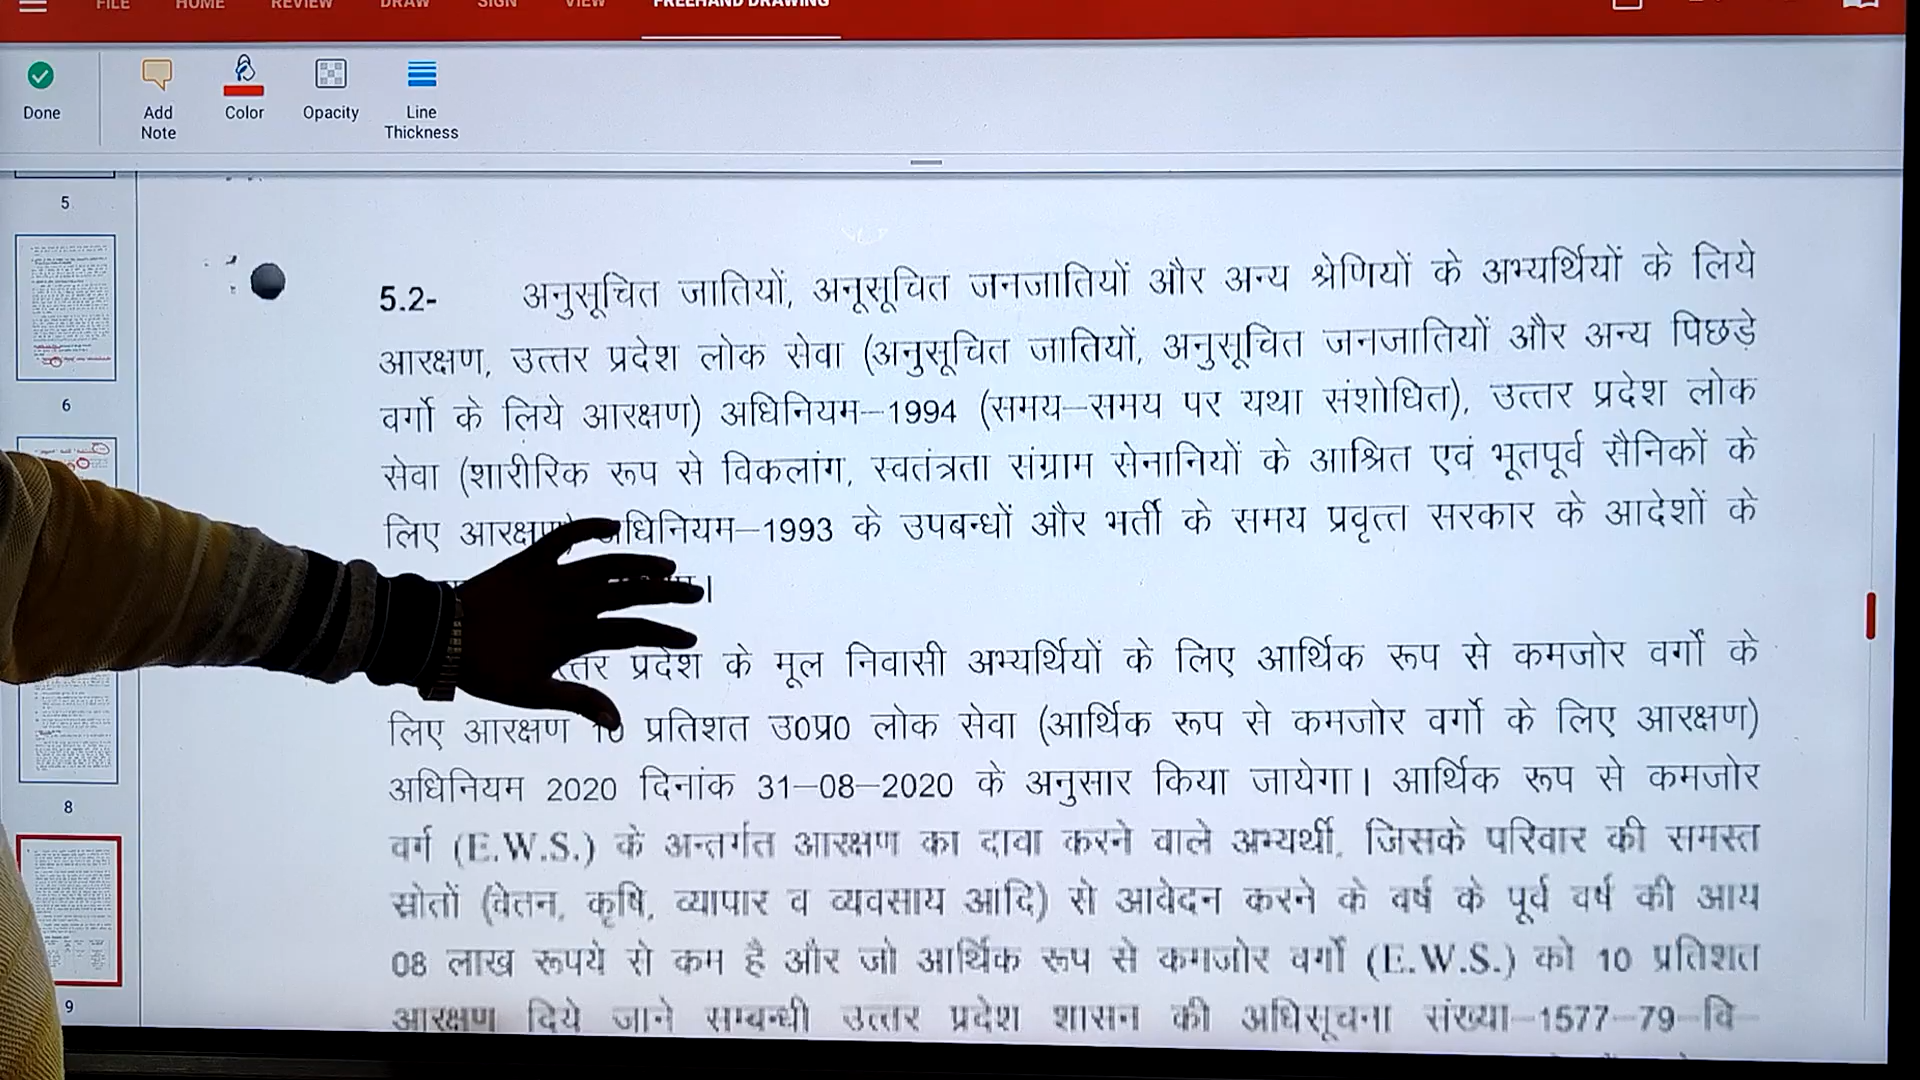 FILE HOME REVIEW DRAW SIGN VIEW FREEHAND DRAWING
Done
Add Note
Color
Opacity
Line Thickness
5
6
8
9
5.2- अनुसूचित जातियों, अनूसूचित जनजातियों और अन्य श्रेणियों के अभ्यर्थियों के लिये
आरक्षण, उत्तर प्रदेश लोक सेवा (अनुसूचित जातियों, अनुसूचित जनजातियों और अन्य पिछड़े
वर्गो के लिये आरक्षण) अधिनियम–1994 (समय–समय पर यथा संशोधित), उत्तर प्रदेश लोक
सेवा (शारीरिक रूप से विकलांग, स्वतंत्रता संग्राम सेनानियों के आश्रित एवं भूतपूर्व सैनिकों के
लिए आरक्षण) अधिनियम–1993 के उपबन्धों और भर्ती के समय प्रवृत्त सरकार के आदेशों के
उत्तर प्रदेश के मूल निवासी अभ्यर्थियों के लिए आर्थिक रूप से कमजोर वर्गों के
लिए आरक्षण 10 प्रतिशत उ0प्र0 लोक सेवा (आर्थिक रूप से कमजोर वर्गो के लिए आरक्षण)
अधिनियम 2020 दिनांक 31–08–2020 के अनुसार किया जायेगा। आर्थिक रूप से कमजोर
वर्ग (E.W.S.) के अन्तर्गत आरक्षण का दावा करने वाले अभ्यर्थी, जिसके परिवार की समस्त
स्रोतों (वेतन, कृषि, व्यापार व व्यवसाय आदि) से आवेदन करने के वर्ष के पूर्व वर्ष की आय
08 लाख रूपये से कम है और जो आर्थिक रूप से कमजोर वर्गो (E.W.S.) को 10 प्रतिशत
आरक्षण दिये जाने सम्बन्धी उत्तर प्रदेश शासन की अधिसूचना संख्या–1577–79–वि–